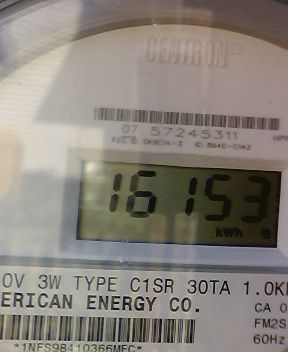 CENTRON
07 57245311
16153
kWh
0V 3W TYPE C1SR 30TA 1.0K
ERICAN ENERGY CO.
CA 0
FM2S
60Hz
*1NFS98410366MEC*